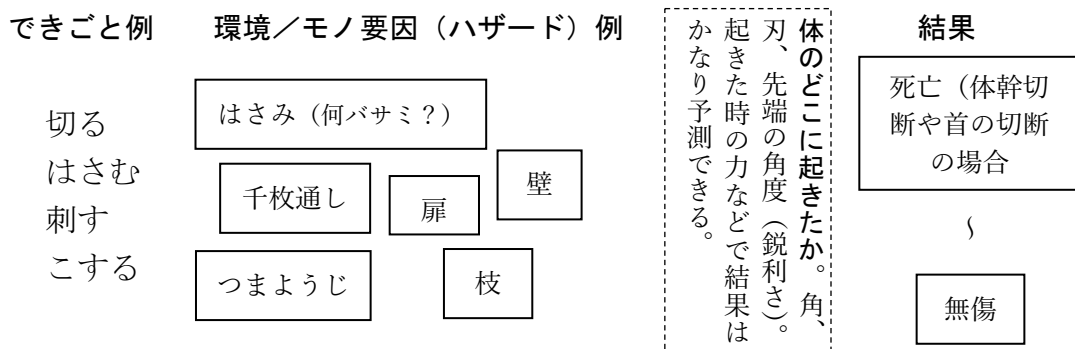 できごと例
環境／モノ要因（ハザード）例
結果
切る
はさむ
刺す
こする
はさみ（何バサミ？）
千枚通し
扉
壁
つまようじ
枝
体のどこに起きたか。角、
刃、先端の角度（鋭利さ）。
起きた時の力などで結果は
かなり予測できる。
死亡（体幹切
断や首の切断
の場合
～
無傷